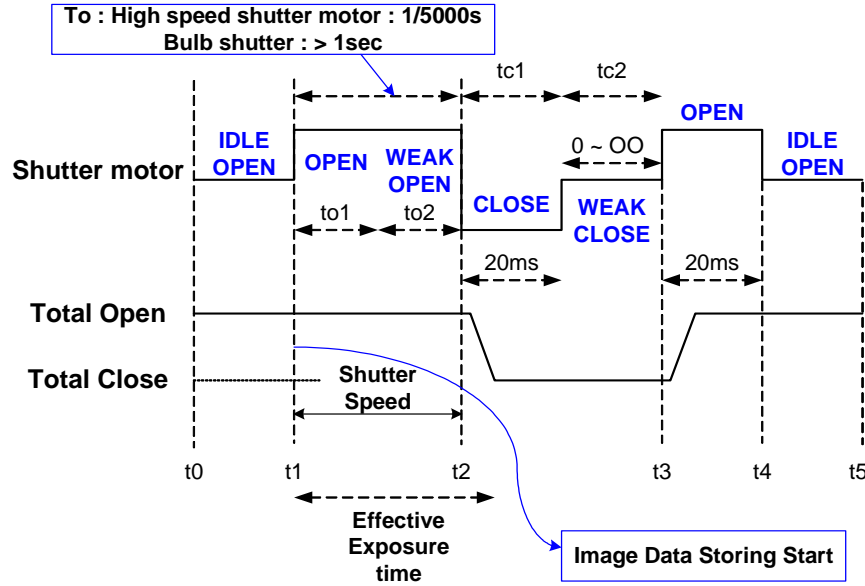 To : High speed shutter motor : 1/5000s
Bulb shutter : > 1sec
tc1
tc2
OPEN
IDLE
OPEN
OPEN
WEAK
OPEN
0 ~ OO
IDLE
OPEN
Shutter motor
CLOSE
WEAK
CLOSE
to1
to2
20ms
20ms
Total Open
Total Close
Shutter
Speed
t0
t1
t2
t3
t4
t5
Effective
Exposure
time
Image Data Storing Start